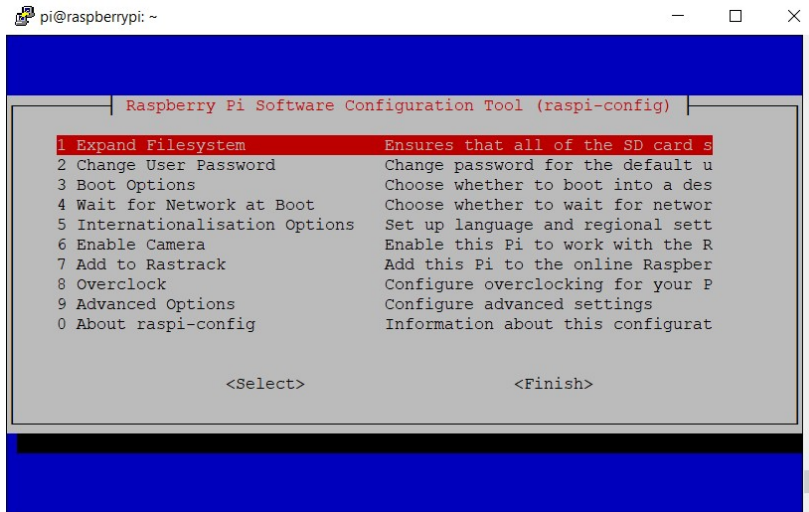 pi@raspberrypi: ~
Raspberry Pi Software Configuration Tool (raspi-config)
1 Expand Filesystem Ensures that all of the SD card s
2 Change User Password Change password for the default u
3 Boot Options Choose whether to boot into a des
4 Wait for Network at Boot Choose whether to wait for networ
5 Internationalisation Options Set up language and regional sett
6 Enable Camera Enable this Pi to work with the R
7 Add to Rastrack Add this Pi to the online Raspber
8 Overclock Configure overclocking for your P
9 Advanced Options Configure advanced settings
0 About raspi-config Information about this configurat
<Select> <Finish>